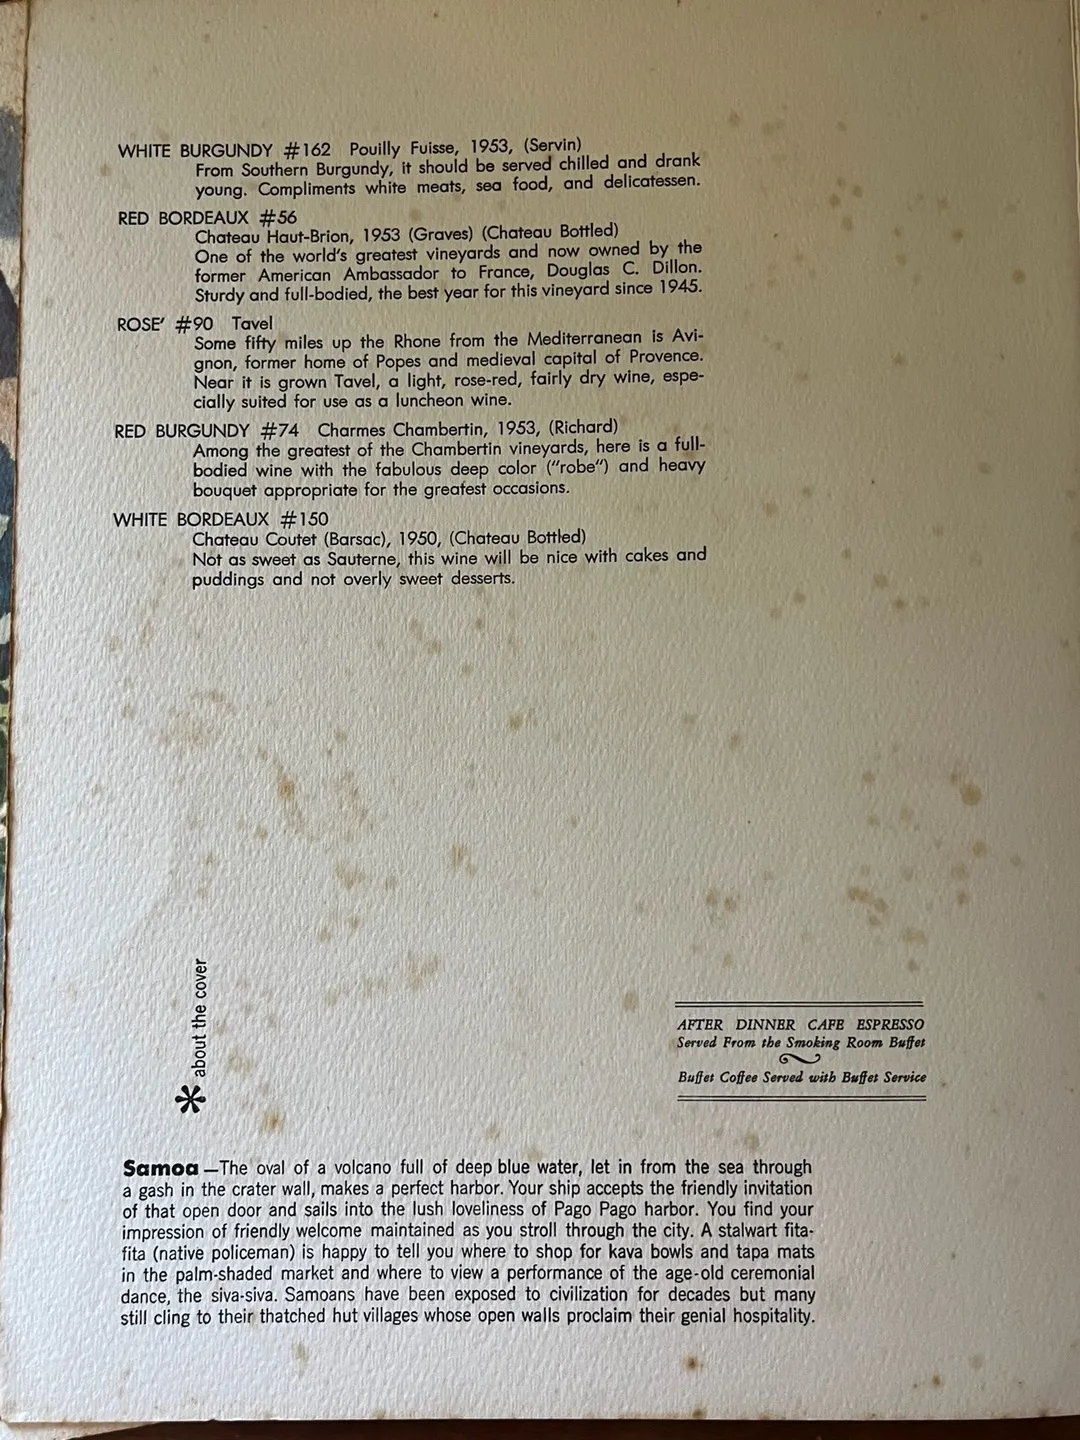 WHITE BURGUNDY #162 Pouilly Fuisse, 1953, (Servin)
From Southern Burgundy, it should be served chilled and drank
young. Compliments white meats, sea food, and delicatessen.
RED BORDEAUX #56
Chateau Haut-Brion, 1953 (Graves) (Chateau Bottled)
One of the world's greatest vineyards and now owned by the
former American Ambassador to France, Douglas C. Dillon.
Sturdy and full-bodied, the best year for this vineyard since 1945.
ROSE' #90 Tavel
Some fifty miles up the Rhone from the Mediterranean is Avi-
gnon, former home of Popes and medieval capital of Provence.
Near it is grown Tavel, a light, rose-red, fairly dry wine, espe-
cially suited for use as a luncheon wine.
RED BURGUNDY #74 Charmes Chambertin, 1953, (Richard)
Among the greatest of the Chambertin vineyards, here is a full-
bodied wine with the fabulous deep color ("robe") and heavy
bouquet appropriate for the greatest occasions.
WHITE BORDEAUX #150
Chateau Coutet (Barsac), 1950, (Chateau Bottled)
Not as sweet as Sauterne, this wine will be nice with cakes and
puddings and not overly sweet desserts.
* about the cover
AFTER DINNER CAFE ESPRESSO
Served From the Smoking Room Buffet
Buffet Coffee Served with Buffet Service
Samoa—The oval of a volcano full of deep blue water, let in from the sea through
a gash in the crater wall, makes a perfect harbor. Your ship accepts the friendly invitation
of that open door and sails into the lush loveliness of Pago Pago harbor. You find your
impression of friendly welcome maintained as you stroll through the city. A stalwart fita-
fita (native policeman) is happy to tell you where to shop for kava bowls and tapa mats
in the palm-shaded market and where to view a performance of the age-old ceremonial
dance, the siva-siva. Samoans have been exposed to civilization for decades but many
still cling to their thatched hut villages whose open walls proclaim their genial hospitality.